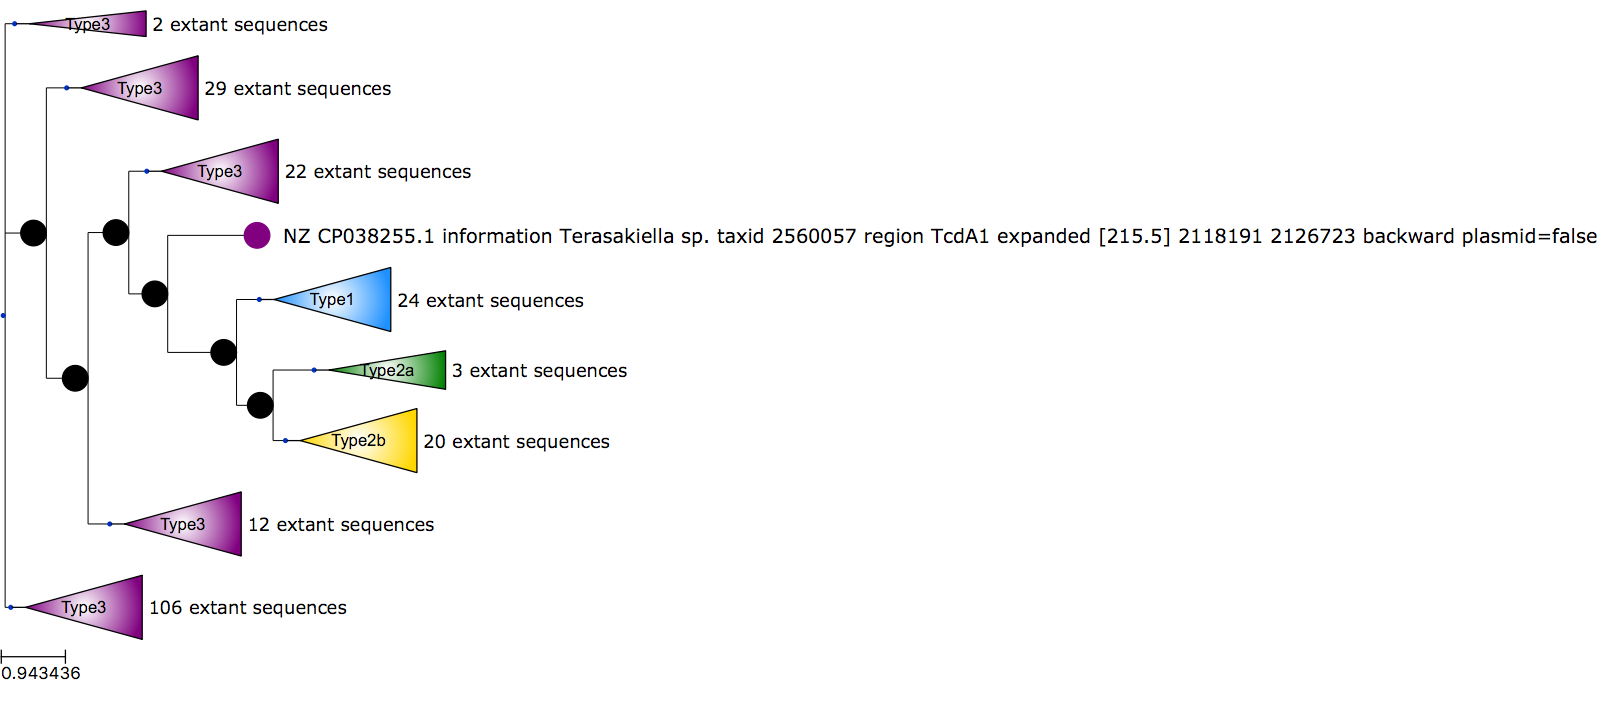 Type3 2 extant sequences
Type3 29 extant sequences
Type3 22 extant sequences
NZ CP038255.1 information Terasakiella sp. taxid 2560057 region TcdA1 expanded [215.5] 2118191 2126723 backward plasmid=false
Type1 24 extant sequences
Type2a 3 extant sequences
Type2b 20 extant sequences
Type3 12 extant sequences
Type3 106 extant sequences
0.943436